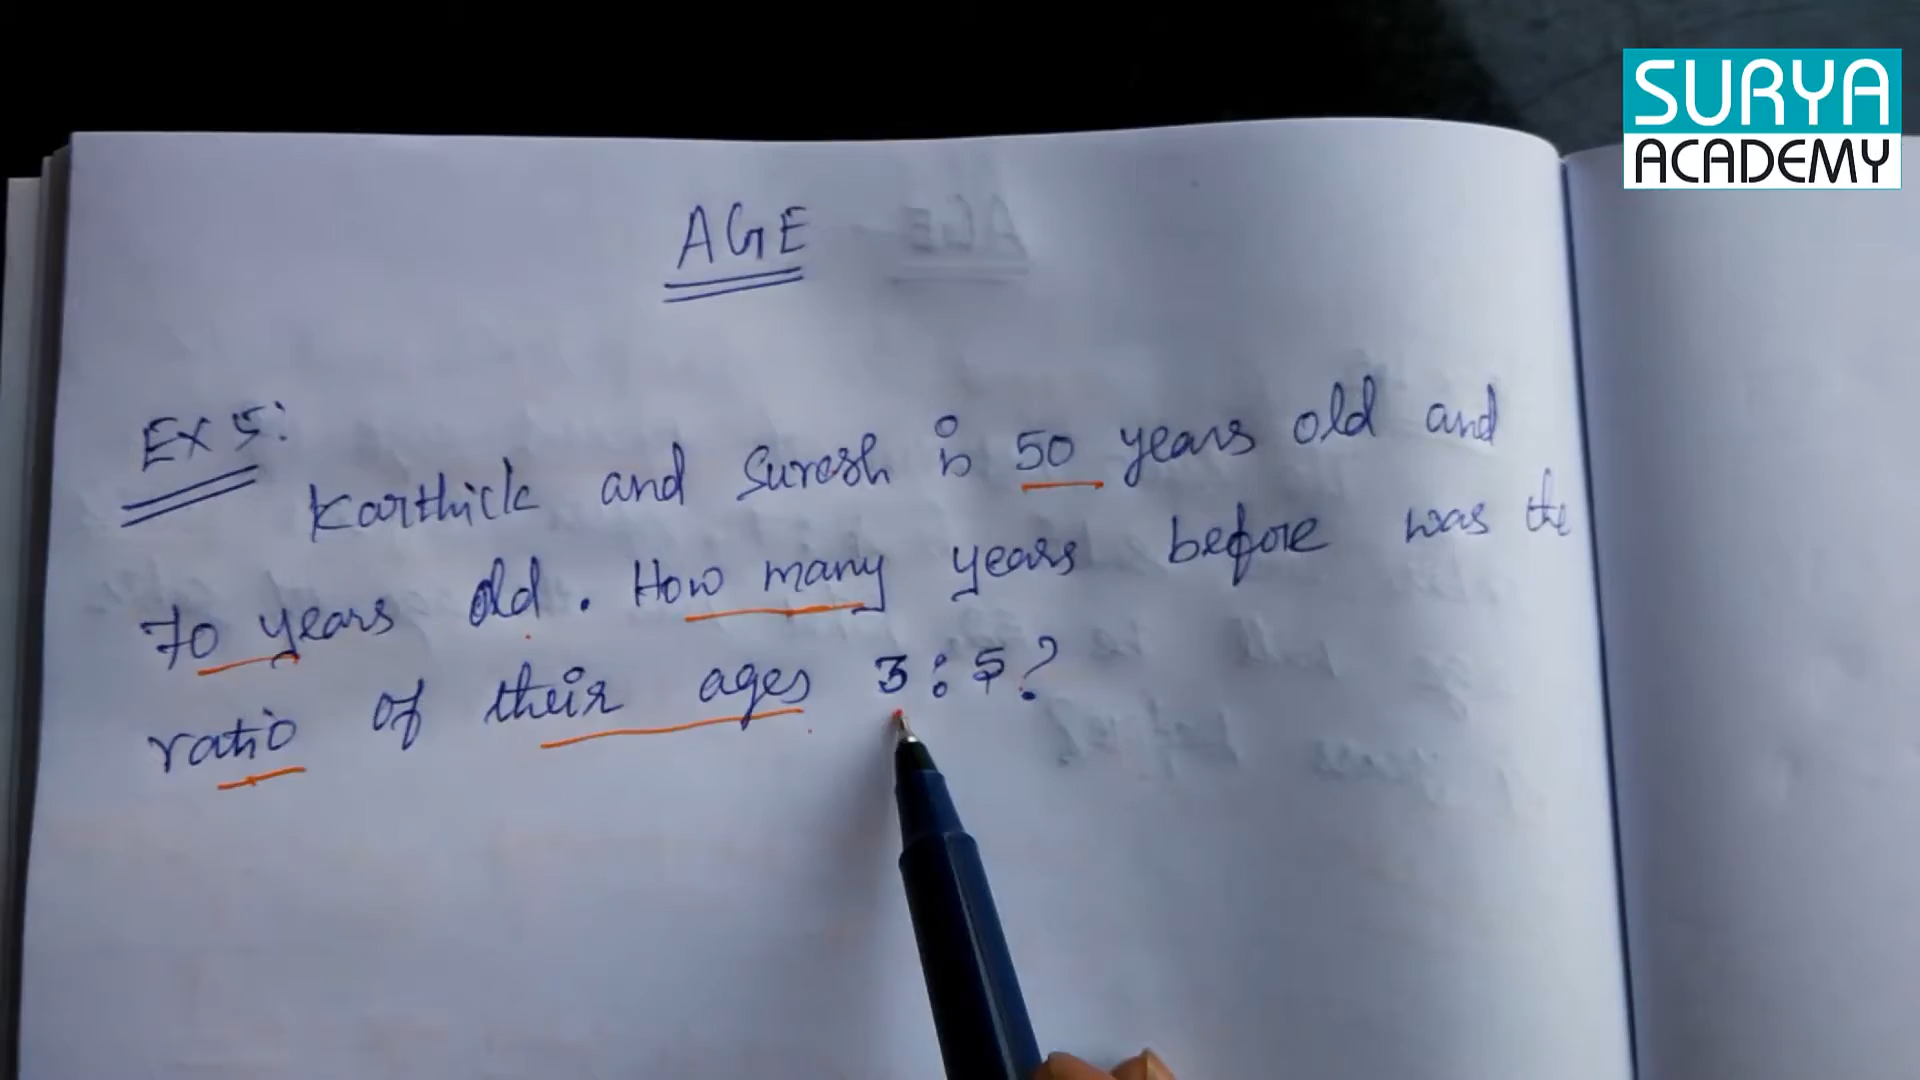 SURYA
ACADEMY
AGE
EX 5:
Karthick and Suresh is 50 years old and
70 years old. How many years before was the
ratio of their ages 3:5?